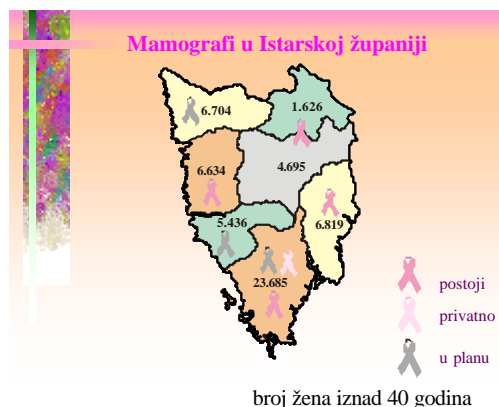 Mamografi u Istarskoj županiji
6.704
1.626
6.634
4.695
5.436
6.819
23.685
postoji
privatno
u planu
broj žena iznad 40 godina